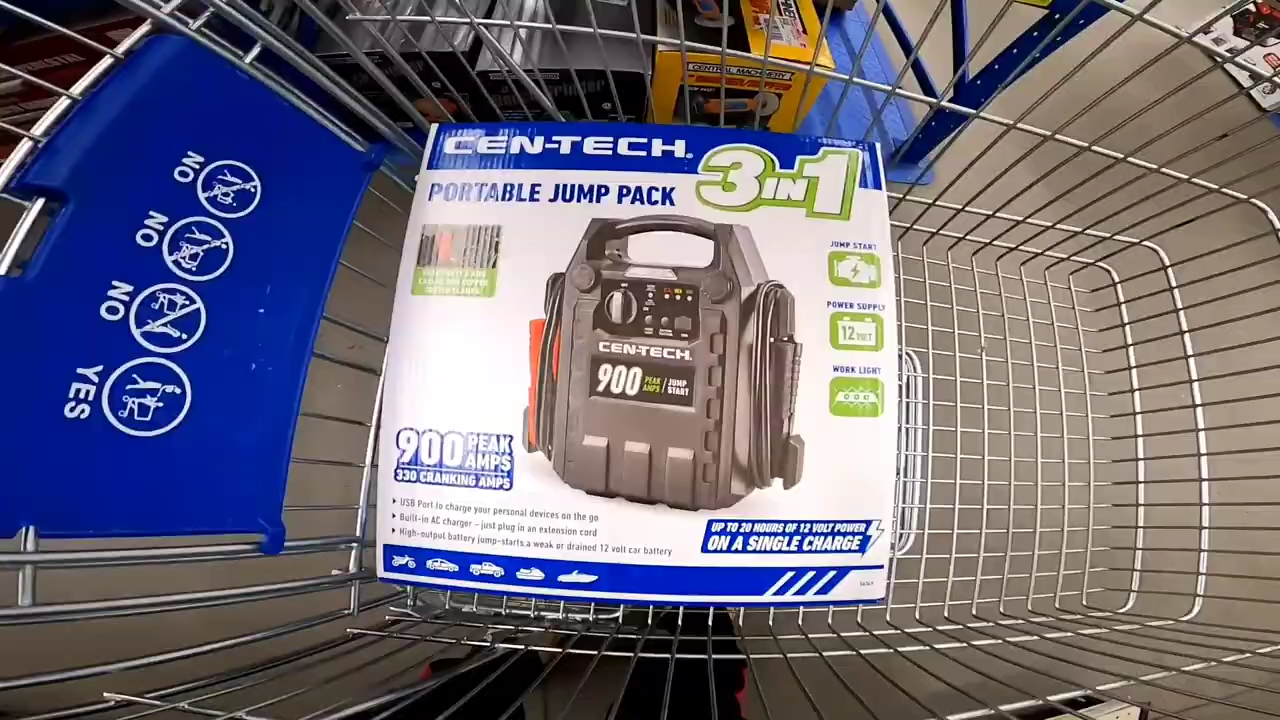 CENTRAL MACHINERY
NO
NO
NO
YES
CEN-TECH.
3 IN 1
PORTABLE JUMP PACK
JUMP START
POWER SUPPLY
12 VOLT
WORK LIGHT
CEN-TECH.
900 PEAK AMPS / JUMP START
900 PEAK AMPS
330 CRANKING AMPS
▸ USB Port to charge your personal devices on the go
▸ Built-in AC charger – just plug in an extension cord
▸ High-output battery jump-starts a weak or drained 12 volt car battery
UP TO 20 HOURS OF 12 VOLT POWER
ON A SINGLE CHARGE